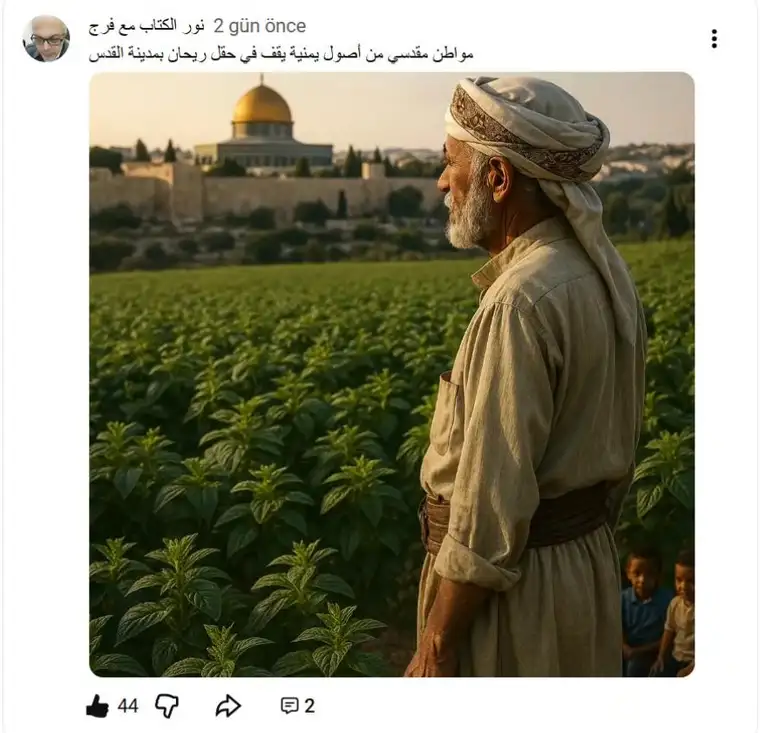 نور الكتاب مع فرج 2 gün önce
مواطن مقدسي من أصول يمنية يقف في حقل ريحان بمدينة القدس
44 2